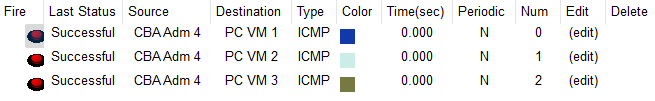 Fire Last Status Source Destination Type Color Time(sec) Periodic Num Edit Delete
Successful CBA Adm 4 PC VM 1 ICMP 0.000 N 0 (edit)
Successful CBA Adm 4 PC VM 2 ICMP 0.000 N 1 (edit)
Successful CBA Adm 4 PC VM 3 ICMP 0.000 N 2 (edit)